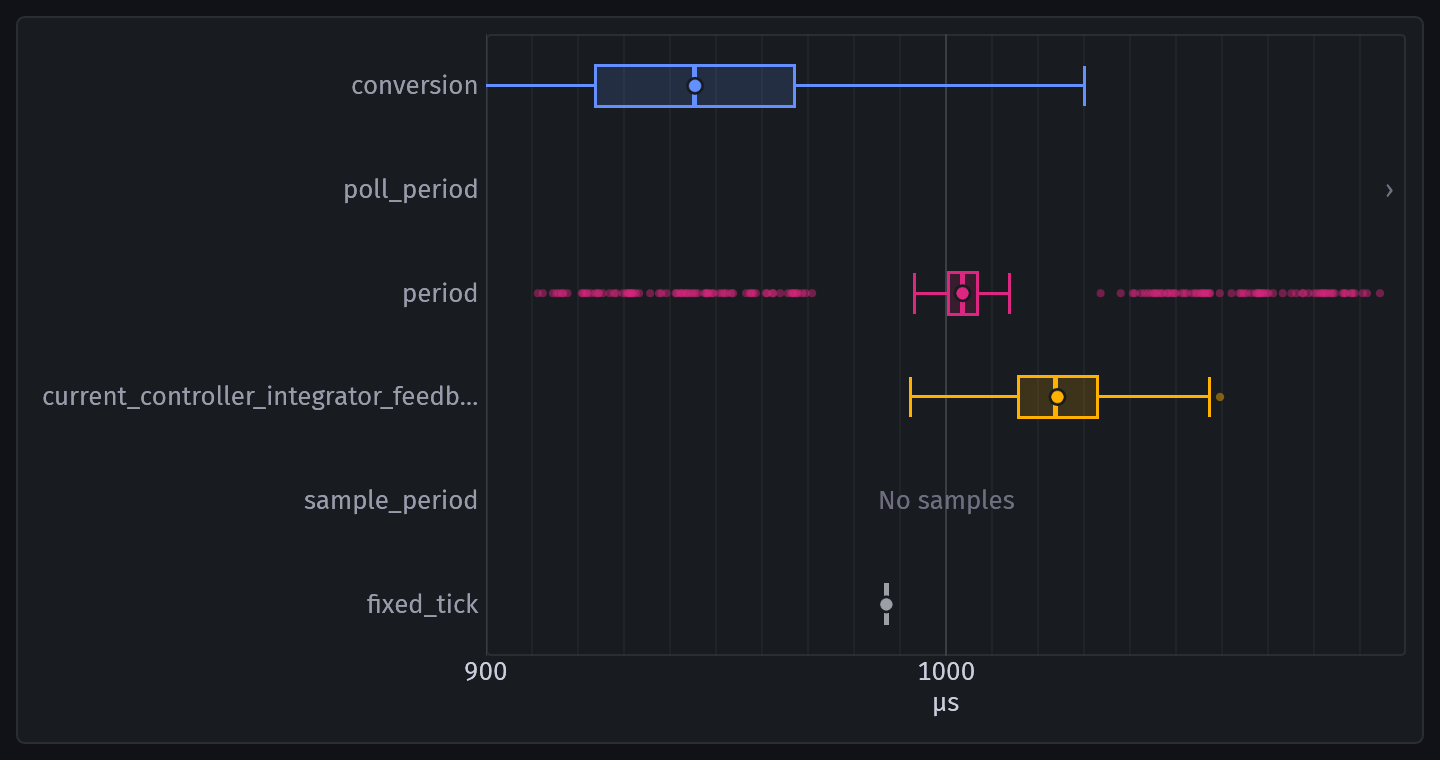 conversion
poll_period
›
period
current_controller_integrator_feedb...
sample_period
No samples
fixed_tick
900
1000
µs